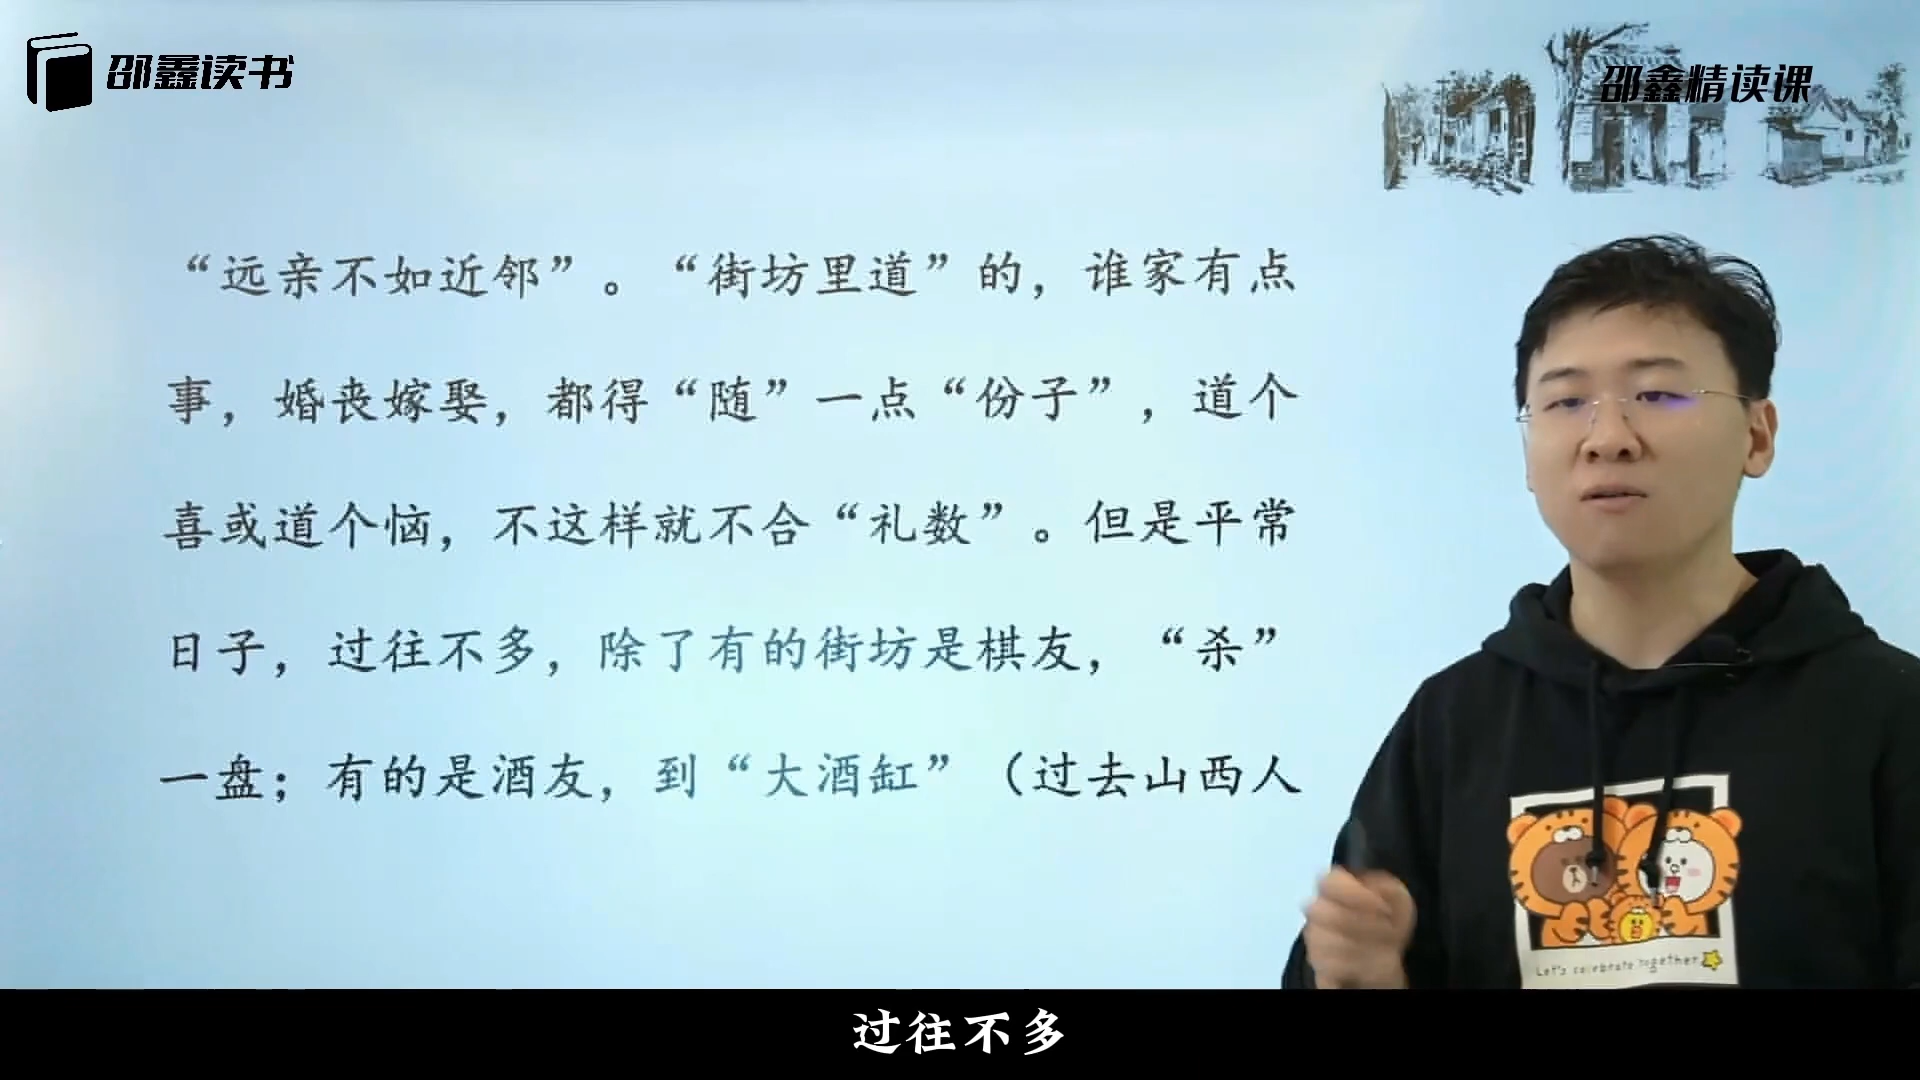 邵鑫读书
邵鑫精读课
“远亲不如近邻”。“街坊里道”的，谁家有点
事，婚丧嫁娶，都得“随”一点“份子”，道个
喜或道个恼，不这样就不合“礼数”。但是平常
日子，过往不多，除了有的街坊是棋友，“杀”
一盘；有的是酒友，到“大酒缸”（过去山西人
Let's celebrate together
过往不多